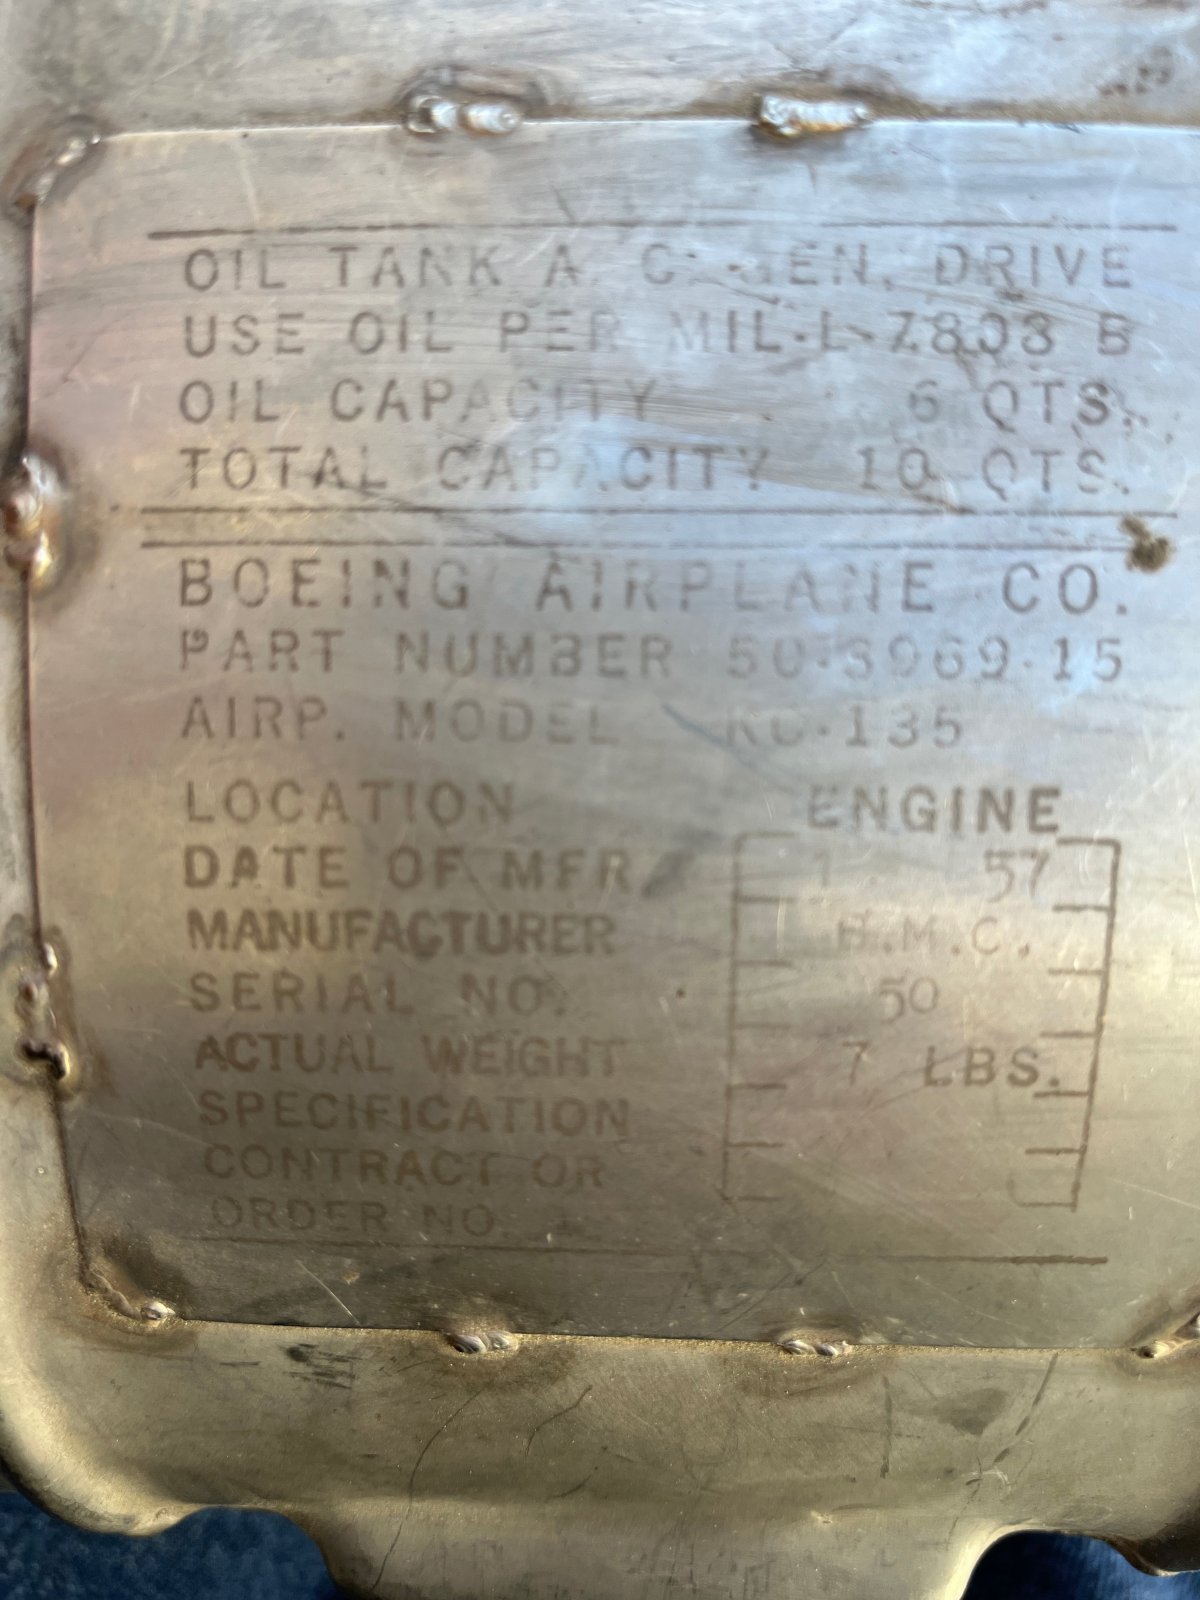 OIL TANK A. C. GEN. DRIVE
USE OIL PER MIL-L-7808 B
OIL CAPACITY 6 QTS.
TOTAL CAPACITY 10 QTS.
BOEING AIRPLANE CO.
PART NUMBER 50-3969-15
AIRP. MODEL KC-135
LOCATION ENGINE
DATE OF MFR. 1 57
MANUFACTURER H.M.C.
SERIAL NO. 50
ACTUAL WEIGHT 7 LBS.
SPECIFICATION
CONTRACT OR
ORDER NO.